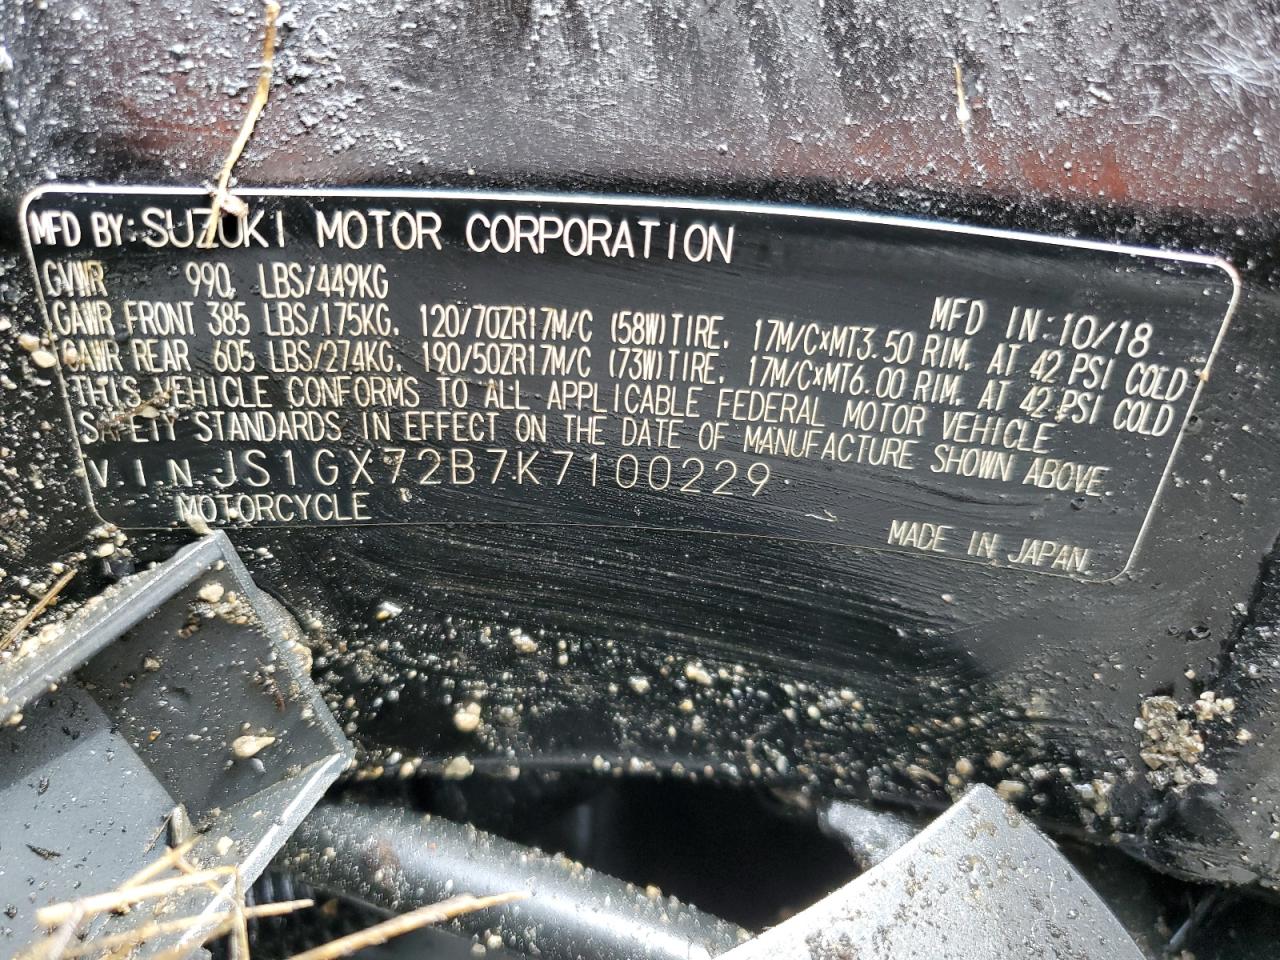 MFD BY: SUZUKI MOTOR CORPORATION
GVWR 990. LBS/449KG
MFD IN: 10/18
GAWR FRONT 385 LBS/175KG. 120/70ZR17M/C (58W)TIRE. 17M/C×MT3.50 RIM. AT 42 PSI COLD
GAWR REAR 605 LBS/274KG. 190/50ZR17M/C (73W)TIRE. 17M/C×MT6.00 RIM. AT 42 PSI COLD
THIS VEHICLE CONFORMS TO ALL APPLICABLE FEDERAL MOTOR VEHICLE
SAFETY STANDARDS IN EFFECT ON THE DATE OF MANUFACTURE SHOWN ABOVE.
V.I.N JS1GX72B7K7100229
MOTORCYCLE
MADE IN JAPAN